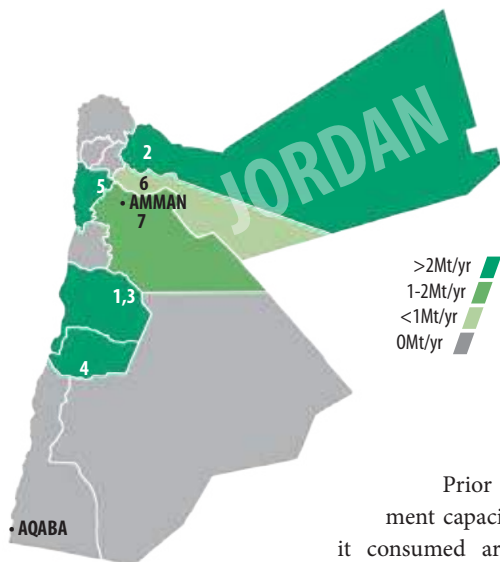 JORDAN
2
6
5
• AMMAN
7
>2Mt/yr
1-2Mt/yr
<1Mt/yr
0Mt/yr
1,3
4
Prior
ment capaci
it consumed ar
• AQABA